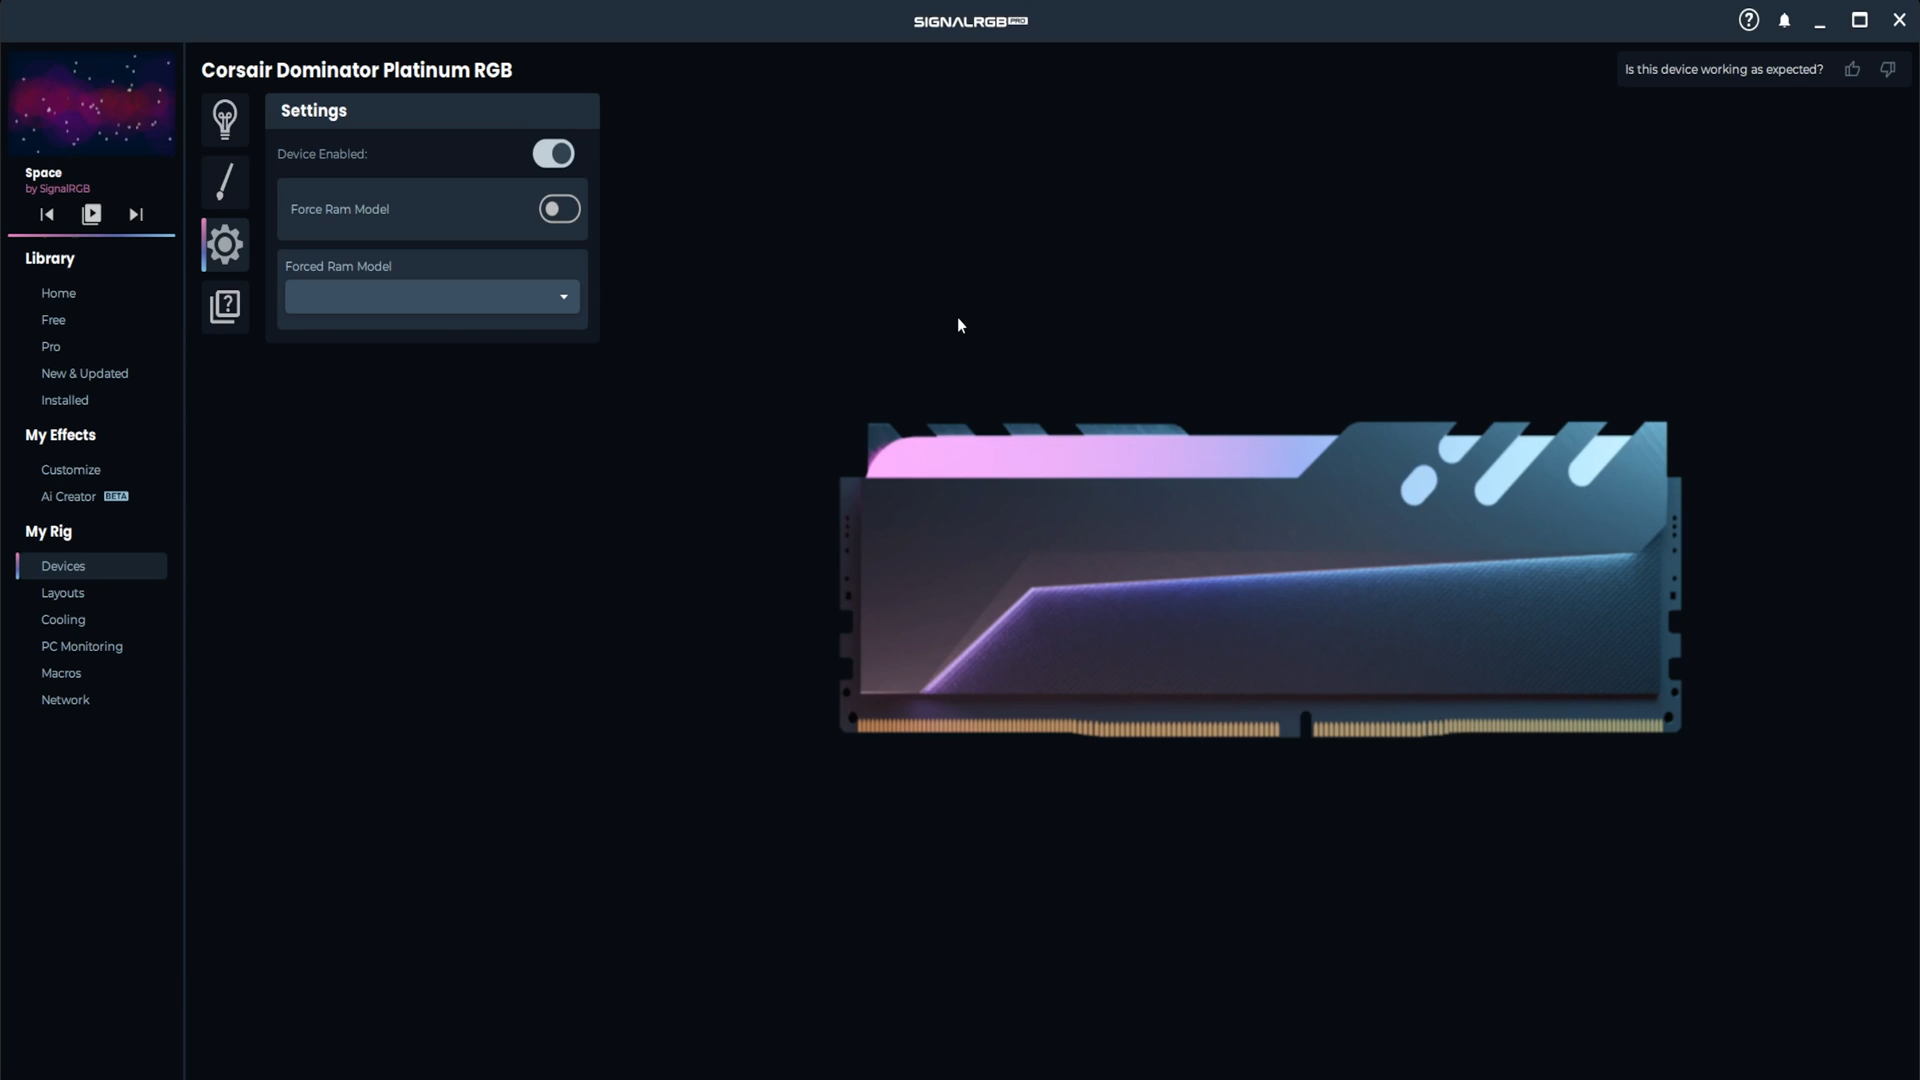 SIGNALRGB PRO
Corsair Dominator Platinum RGB
Is this device working as expected?
Settings
Device Enabled:
Force Ram Model
Forced Ram Model
Space
by SignalRGB
Library
Home
Free
Pro
New & Updated
Installed
My Effects
Customize
Ai Creator BETA
My Rig
Devices
Layouts
Cooling
PC Monitoring
Macros
Network